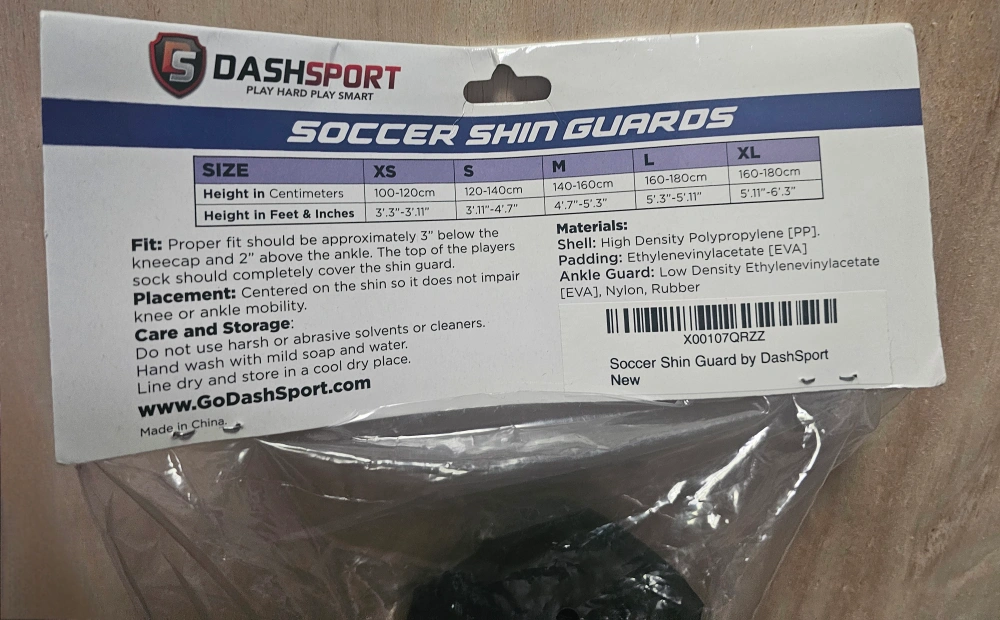 DASHSPORT
PLAY HARD PLAY SMART
SOCCER SHIN GUARDS
SIZE XS S M L XL
Height in Centimeters 100-120cm 120-140cm 140-160cm 160-180cm 160-180cm
Height in Feet & Inches 3'.3"-3'.11" 3'.11"-4'.7" 4'.7"-5'.3" 5'.3"-5'.11" 5'.11"-6'.3"
Fit: Proper fit should be approximately 3” below the
kneecap and 2” above the ankle. The top of the players
sock should completely cover the shin guard.
Placement: Centered on the shin so it does not impair
knee or ankle mobility.
Care and Storage:
Do not use harsh or abrasive solvents or cleaners.
Hand wash with mild soap and water.
Line dry and store in a cool dry place.
www.GoDashSport.com
Made in China.
Materials:
Shell: High Density Polypropylene [PP].
Padding: Ethylenevinylacetate [EVA]
Ankle Guard: Low Density Ethylenevinylacetate
[EVA], Nylon, Rubber
X00107QRZZ
Soccer Shin Guard by DashSport
New